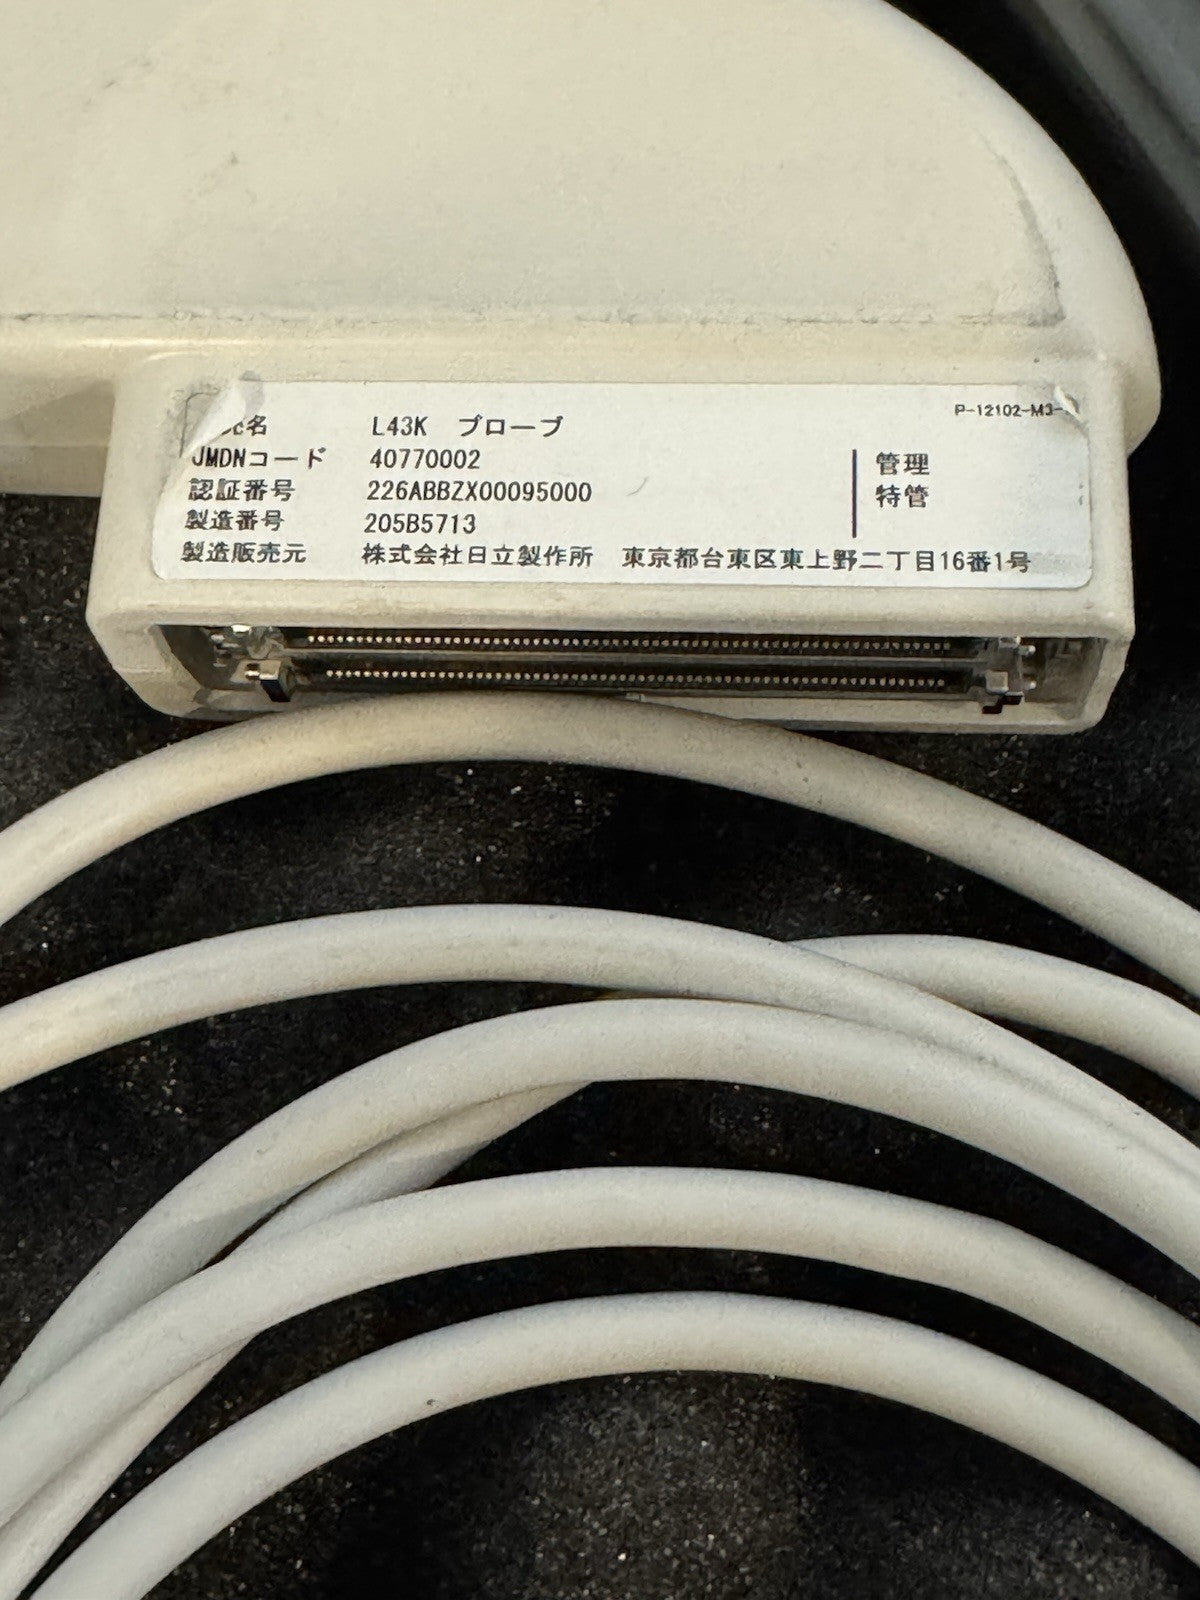 P-12102-M3-
名 L43K プローブ
JMDNコード 40770002 管理
認証番号 226ABBZX00095000 特管
製造番号 205B5713
製造販売元 株式会社日立製作所 東京都台東区東上野二丁目16番1号